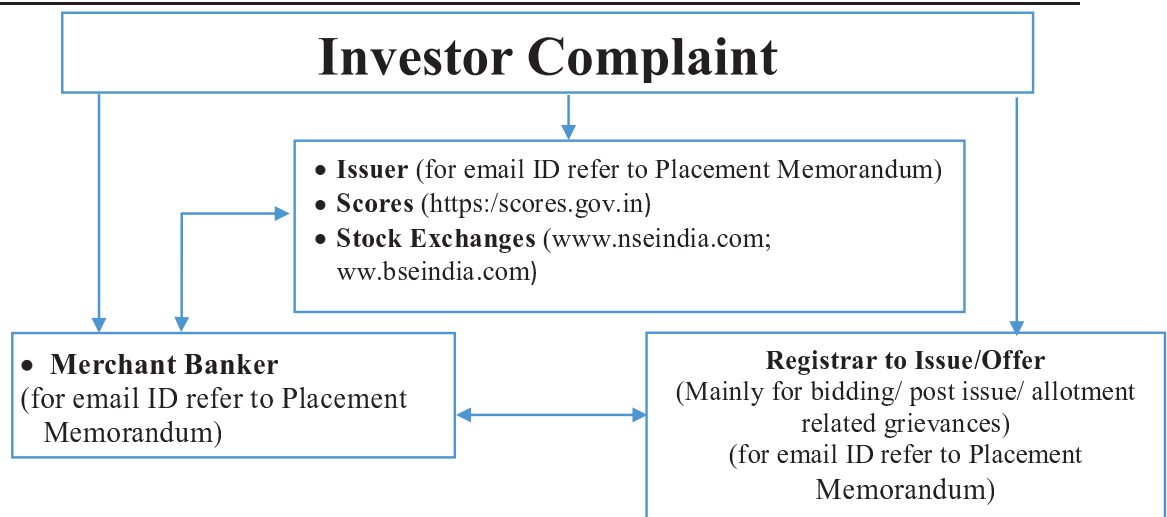 Investor Complaint
• Issuer (for email ID refer to Placement Memorandum)
• Scores (https:/scores.gov.in)
• Stock Exchanges (www.nseindia.com;
ww.bseindia.com)
• Merchant Banker
(for email ID refer to Placement
Memorandum)
Registrar to Issue/Offer
(Mainly for bidding/ post issue/ allotment
related grievances)
(for email ID refer to Placement
Memorandum)